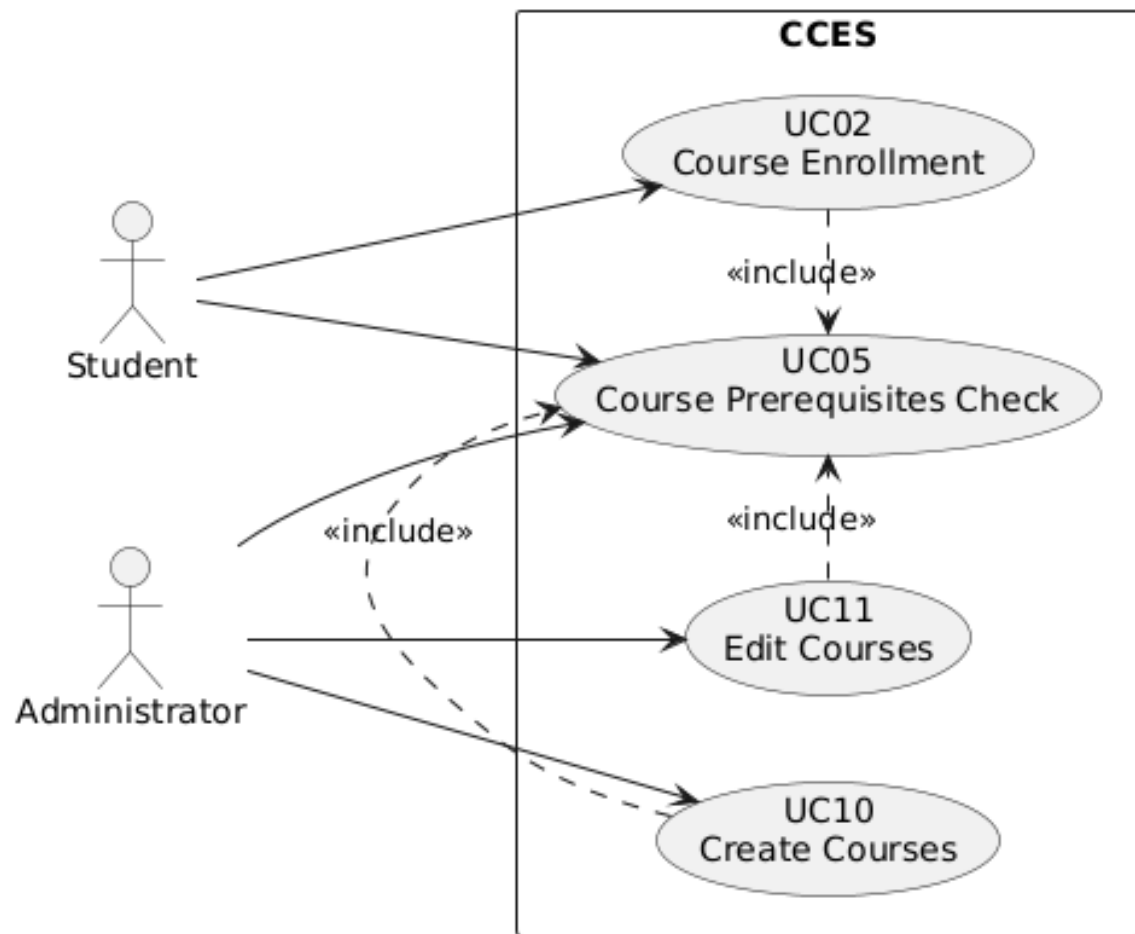 CCES
UC02
Course Enrollment
«include»
Student
UC05
Course Prerequisites Check
«include»
«include»
Administrator
UC11
Edit Courses
UC10
Create Courses